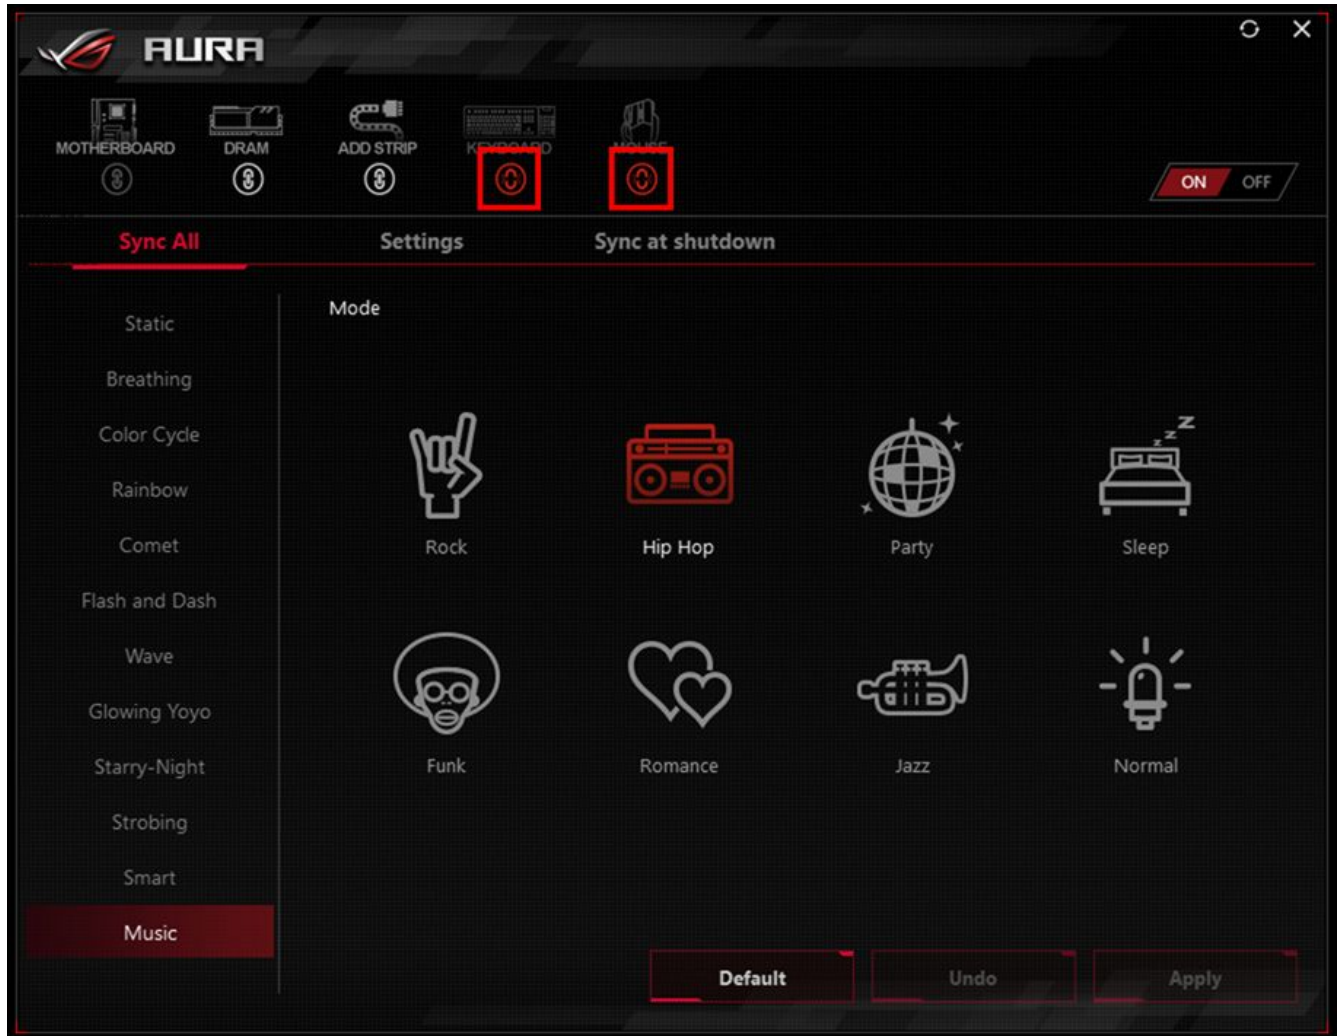 AURA
MOTHERBOARD DRAM ADD STRIP KEYBOARD MOUSE
ON OFF
Sync All Settings Sync at shutdown
Mode
Static
Breathing
Color Cycle
Rainbow
Comet
Flash and Dash
Wave
Glowing Yoyo
Starry-Night
Strobing
Smart
Music
Rock Hip Hop Party Sleep
Funk Romance Jazz Normal
Default Undo Apply